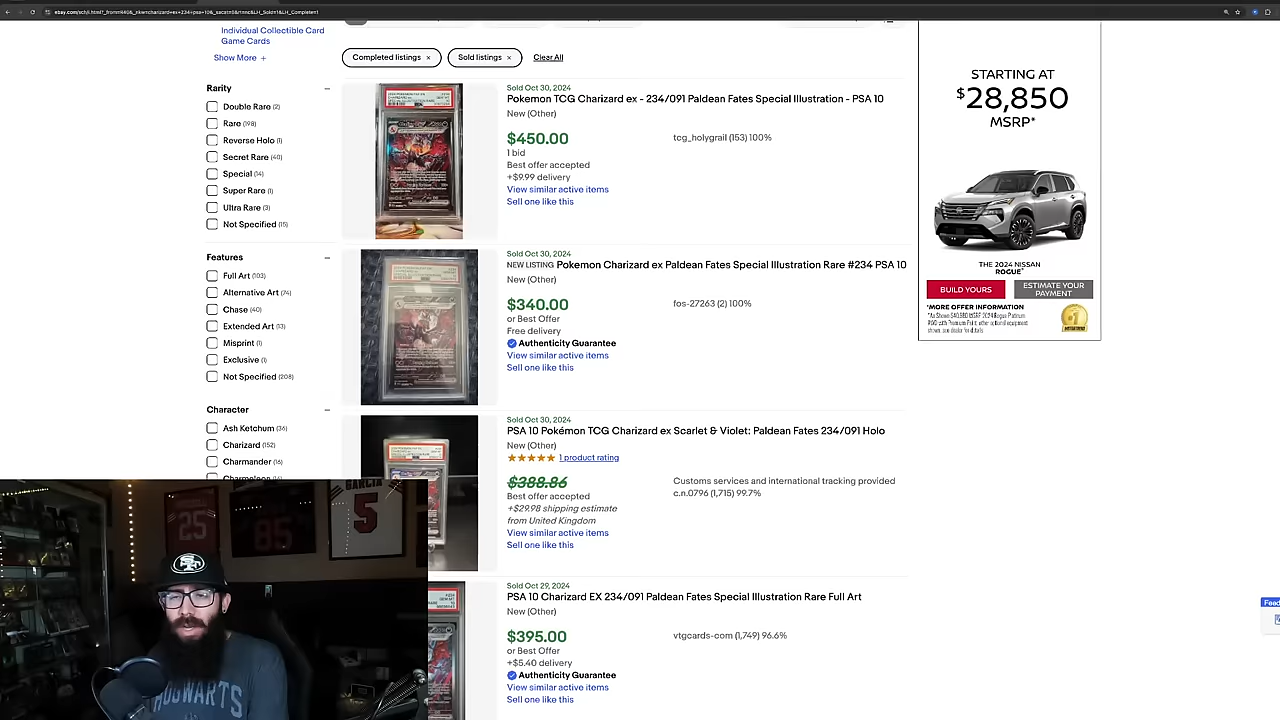 Individual Collectible Card
Game Cards
Show More +
Rarity
Double Rare (2)
Rare (198)
Reverse Holo (1)
Secret Rare (40)
Special (14)
Super Rare (1)
Ultra Rare (3)
Not Specified (15)
Features
Full Art (103)
Alternative Art (74)
Chase (40)
Extended Art (13)
Misprint (1)
Exclusive (1)
Not Specified (208)
Character
Ash Ketchum (36)
Charizard (152)
Charmander (16)
Completed listings ×
Sold listings ×
Clear All
Sold Oct 30, 2024
Pokemon TCG Charizard ex - 234/091 Paldean Fates Special Illustration - PSA 10
New (Other)
$450.00
tcg_holygrail (153) 100%
1 bid
Best offer accepted
+$9.99 delivery
View similar active items
Sell one like this
Sold Oct 30, 2024
NEW LISTING Pokemon Charizard ex Paldean Fates Special Illustration Rare #234 PSA 10
New (Other)
$340.00
fos-27263 (2) 100%
or Best Offer
Free delivery
Authenticity Guarantee
View similar active items
Sell one like this
Sold Oct 30, 2024
PSA 10 Pokémon TCG Charizard ex Scarlet & Violet: Paldean Fates 234/091 Holo
New (Other)
1 product rating
$388.86
Customs services and international tracking provided
Best offer accepted
c.n.0796 (1,715) 99.7%
+$29.98 shipping estimate
from United Kingdom
View similar active items
Sell one like this
Sold Oct 29, 2024
PSA 10 Charizard EX 234/091 Paldean Fates Special Illustration Rare Full Art
New (Other)
$395.00
vtgcards-com (1,749) 96.6%
or Best Offer
+$5.40 delivery
Authenticity Guarantee
View similar active items
Sell one like this
STARTING AT
$28,850
MSRP*
THE 2024 NISSAN
ROGUE*
BUILD YOURS
ESTIMATE YOUR
PAYMENT
*MORE OFFER INFORMATION
Feed
GARCIA
5
25
85
SF
HOGWARTS